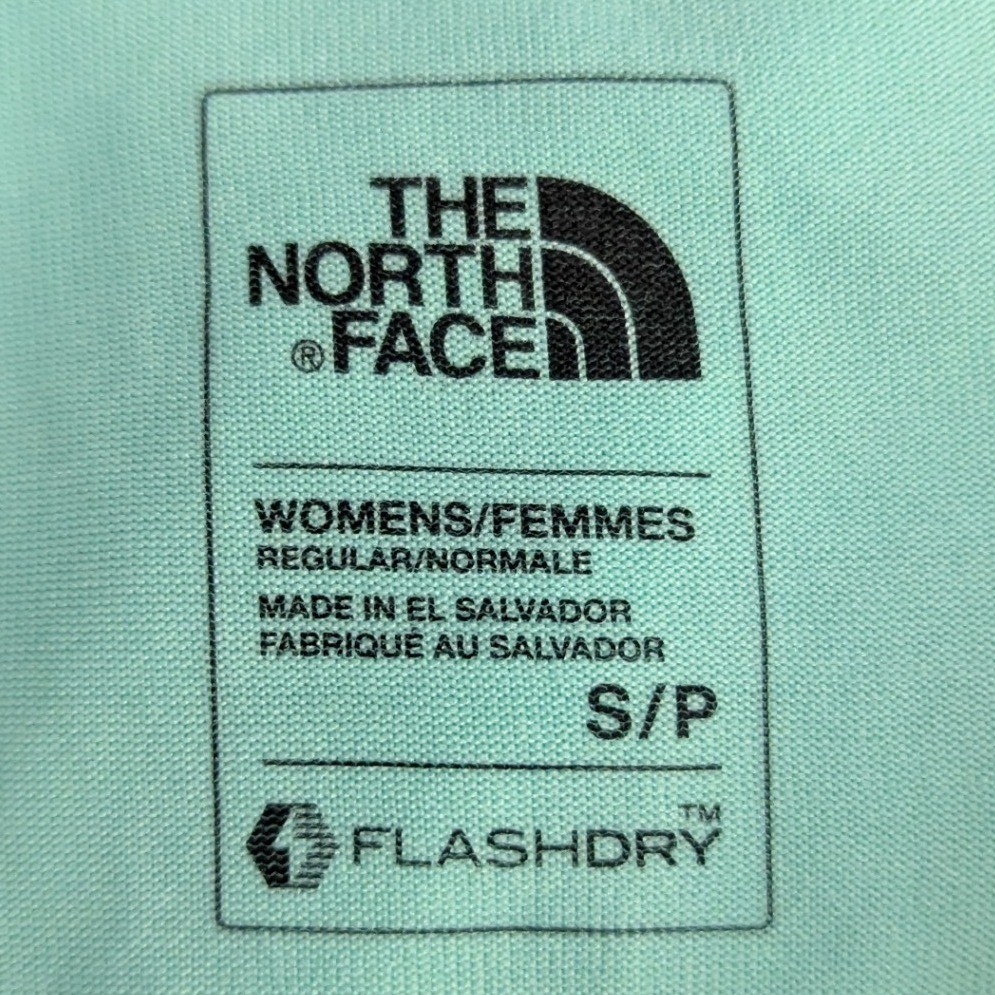 THE
NORTH
®FACE
WOMENS/FEMMES
REGULAR/NORMALE
MADE IN EL SALVADOR
FABRIQUÉ AU SALVADOR
S/P
FLASHDRY™